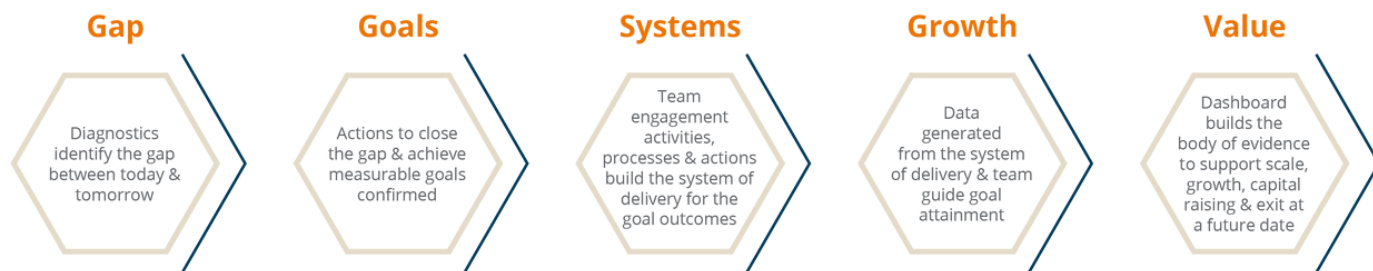 Gap
Diagnostics
identify the gap
between today &
tomorrow
Goals
Actions to close
the gap & achieve
measurable goals
confirmed
Systems
Team
engagement
activities,
processes & actions
build the system of
delivery for the
goal outcomes
Growth
Data
generated
from the system
of delivery & team
guide goal
attainment
Value
Dashboard
builds the
body of evidence
to support scale,
growth, capital
raising & exit at
a future date